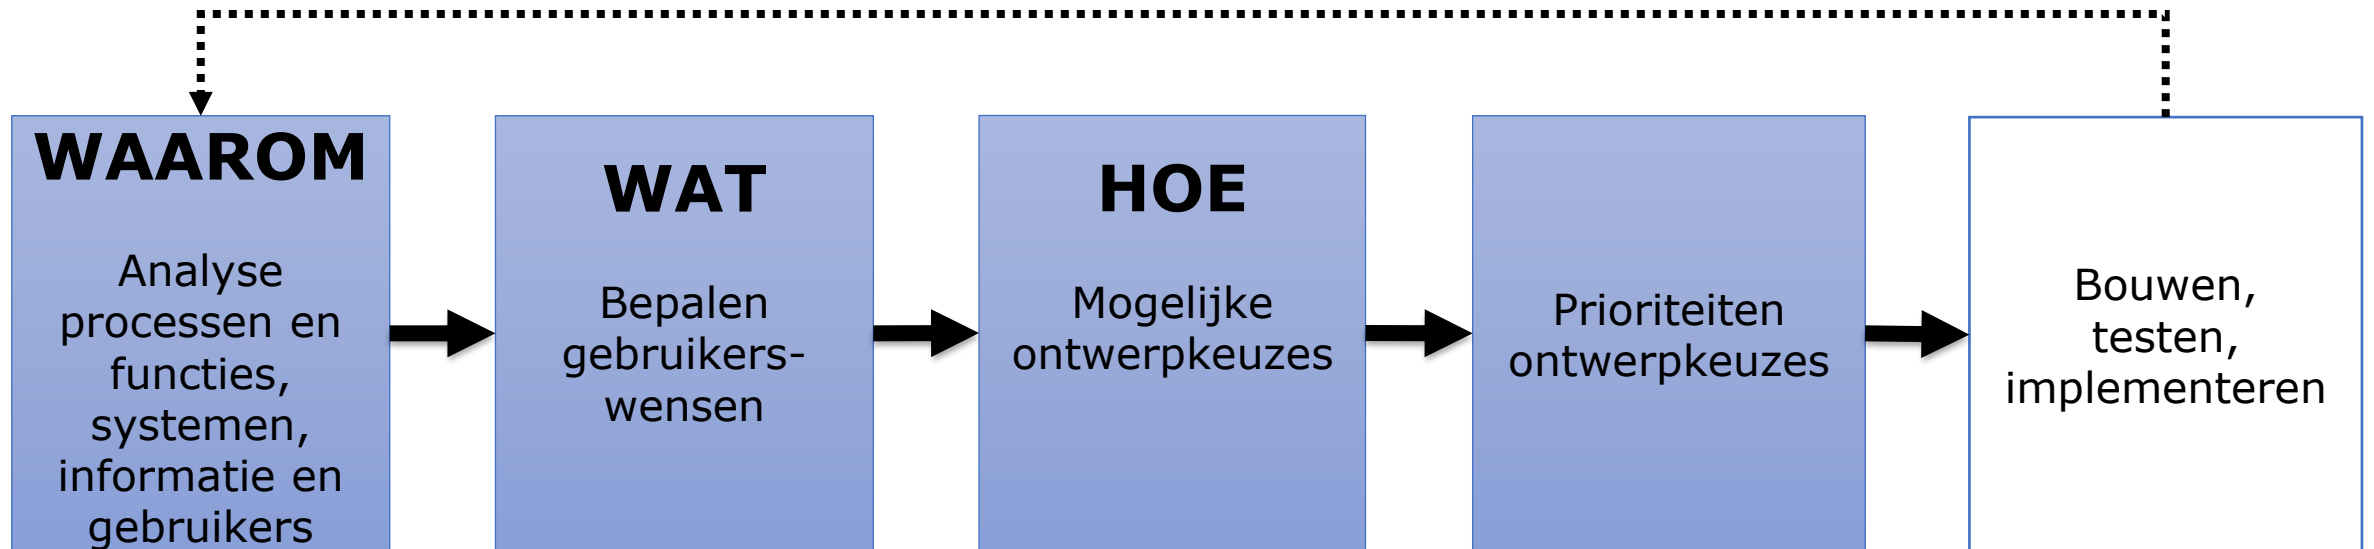 WAAROM
Analyse
processen en
functies,
systemen,
informatie en
gebruikers
WAT
Bepalen
gebruikers-
wensen
HOE
Mogelijke
ontwerpkeuzes
Prioriteiten
ontwerpkeuzes
Bouwen,
testen,
implementeren